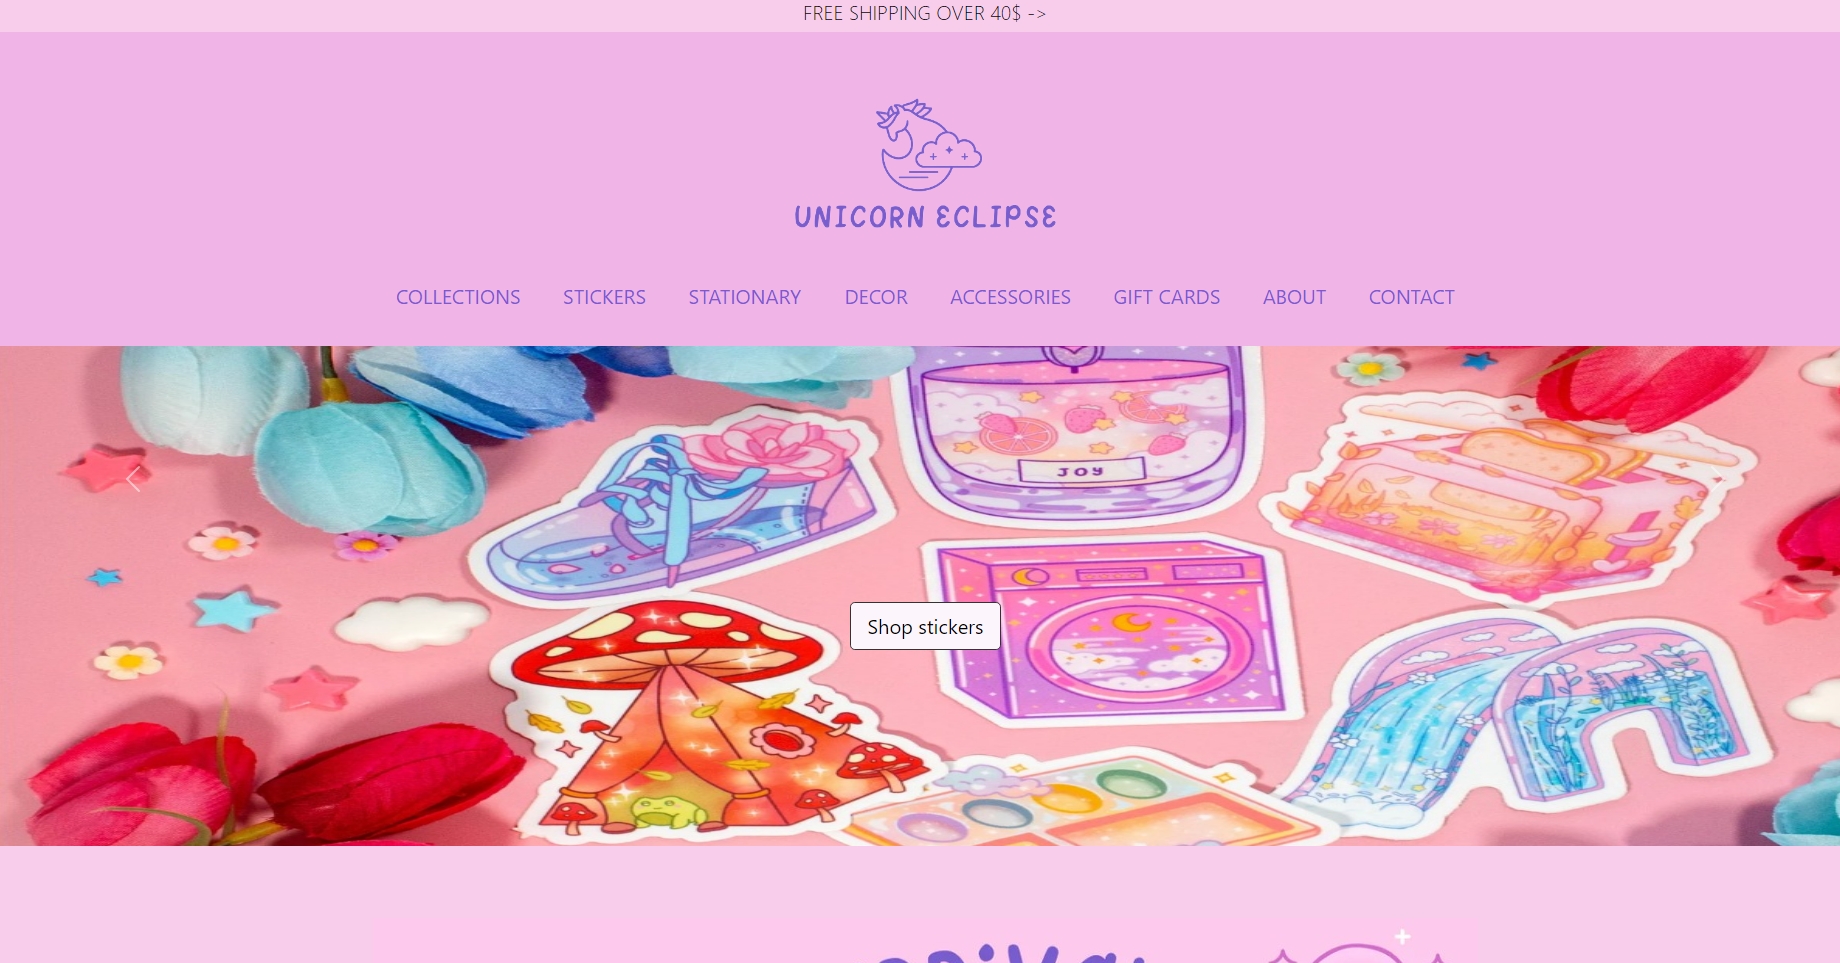 FREE SHIPPING OVER 40$ ->
UNICORN ECLIPSE
COLLECTIONS STICKERS STATIONARY DECOR ACCESSORIES GIFT CARDS ABOUT CONTACT
JOY
Shop stickers